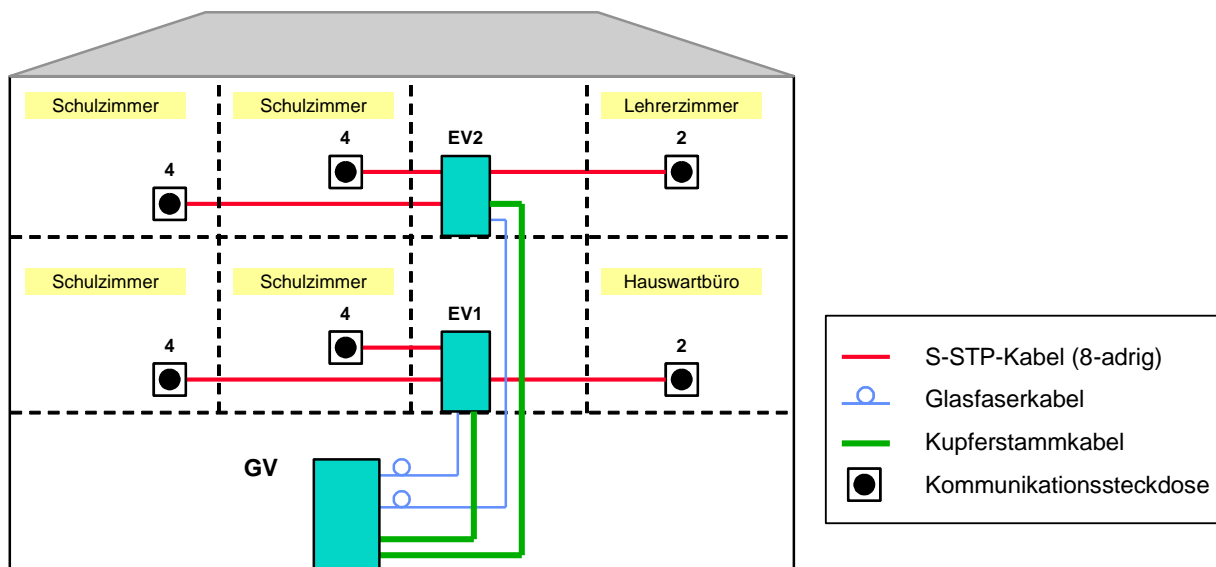 Schulzimmer
Schulzimmer
Lehrerzimmer
4
4
EV2
2
Schulzimmer
Schulzimmer
Hauswartbüro
4
4
EV1
2
GV
S-STP-Kabel (8-adrig)
Glasfaserkabel
Kupferstammkabel
Kommunikationssteckdose